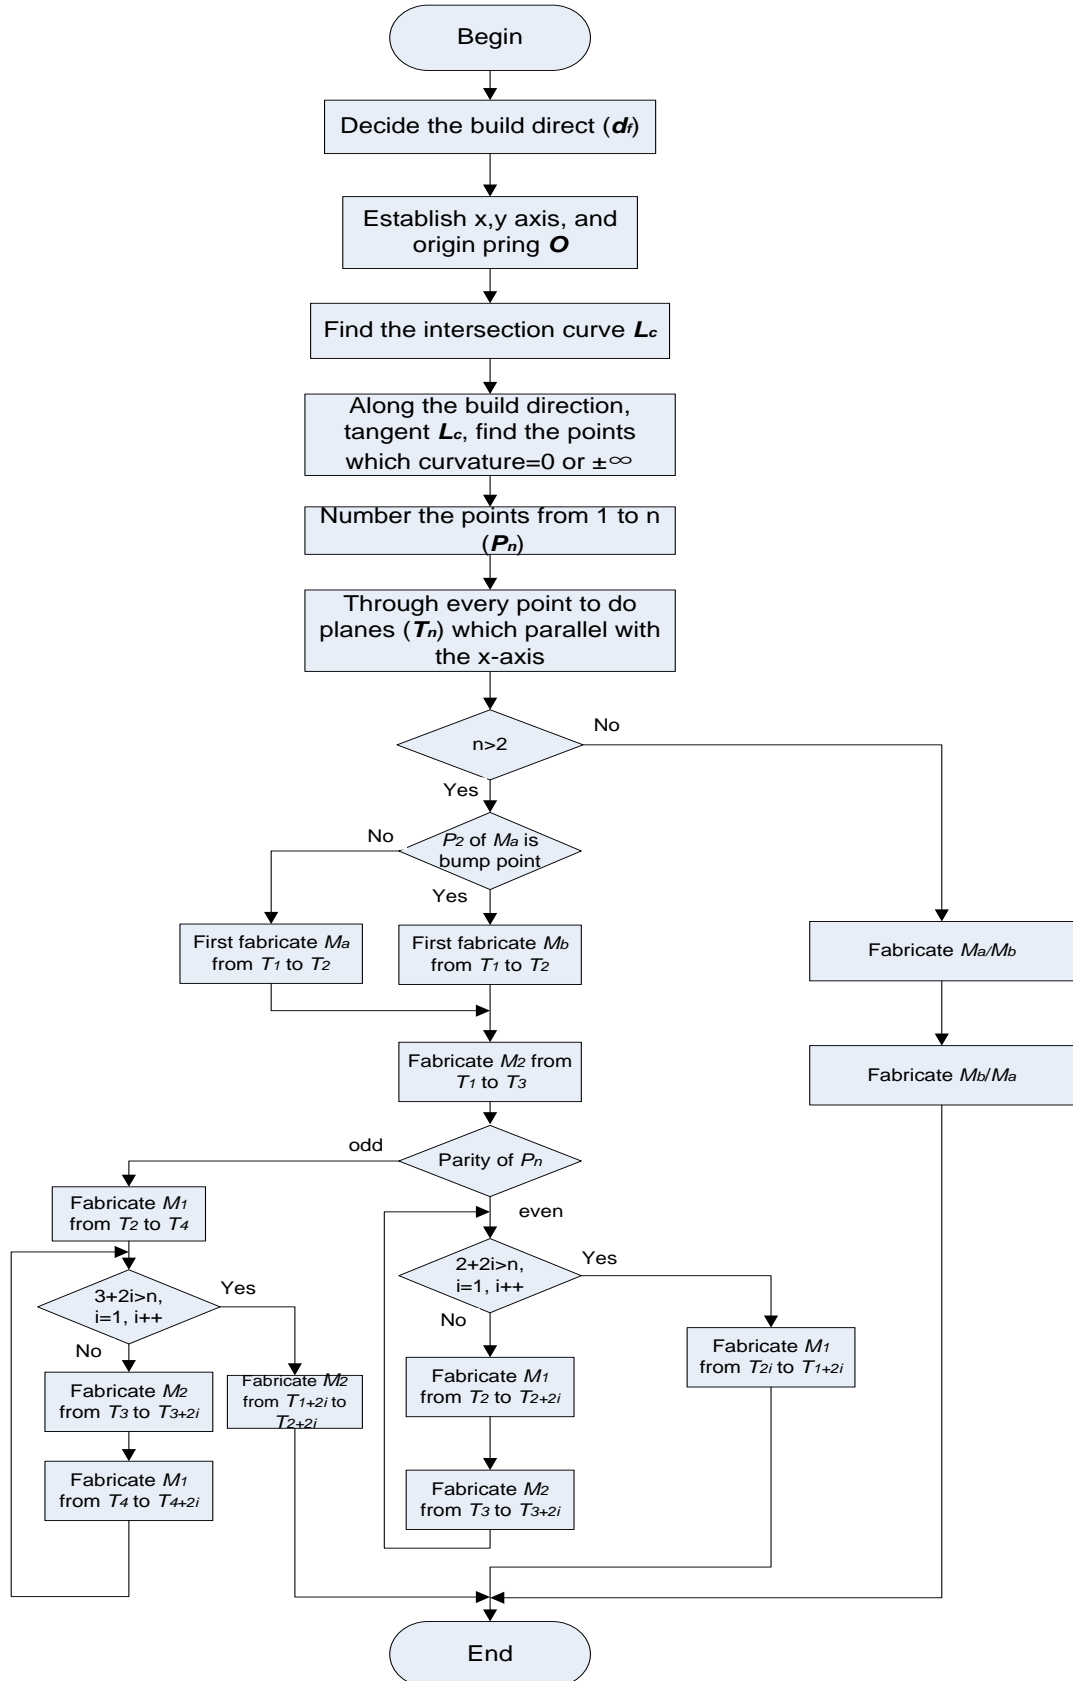 Begin
Decide the build direct (df)
Establish x,y axis, and
origin pring O
Find the intersection curve Lc
Along the build direction,
tangent Lc, find the points
which curvature=0 or ±∞
Number the points from 1 to n
(Pn)
Through every point to do
planes (Tn) which parallel with
the x-axis
n>2
No
Yes
P2 of Ma is
bump point
No
Yes
First fabricate Ma
from T1 to T2
First fabricate Mb
from T1 to T2
Fabricate Ma/Mb
Fabricate M2 from
T1 to T3
Fabricate Mb/Ma
Parity of Pn
odd
even
Fabricate M1
from T2 to T4
2+2i>n,
i=1, i++
Yes
No
3+2i>n,
i=1, i++
Yes
No
Fabricate M1
from T2i to T1+2i
Fabricate M1
from T2 to T2+2i
Fabricate M2
from T3 to T3+2i
Fabricate M2
from T1+2i to
T2+2i
Fabricate M1
from T4 to T4+2i
Fabricate M2
from T3 to T3+2i
End